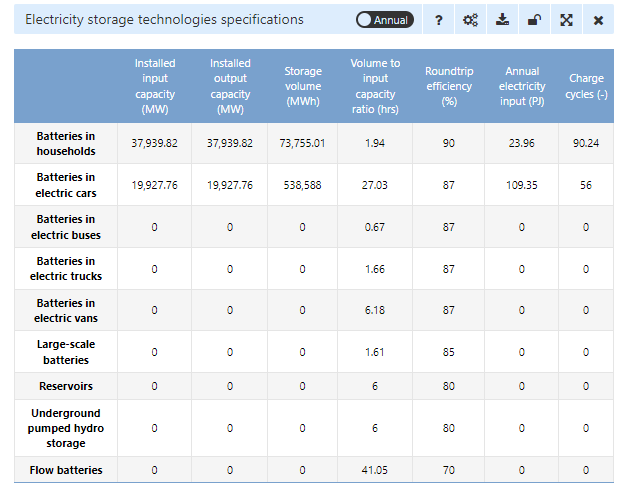 Electricity storage technologies specifications Annual ?
Installed input capacity (MW) Installed output capacity (MW) Storage volume (MWh) Volume to input capacity ratio (hrs) Roundtrip efficiency (%) Annual electricity input (PJ) Charge cycles (-)
Batteries in households 37,939.82 37,939.82 73,755.01 1.94 90 23.96 90.24
Batteries in electric cars 19,927.76 19,927.76 538,588 27.03 87 109.35 56
Batteries in electric buses 0 0 0 0.67 87 0 0
Batteries in electric trucks 0 0 0 1.66 87 0 0
Batteries in electric vans 0 0 0 6.18 87 0 0
Large-scale batteries 0 0 0 1.61 85 0 0
Reservoirs 0 0 0 6 80 0 0
Underground pumped hydro storage 0 0 0 6 80 0 0
Flow batteries 0 0 0 41.05 70 0 0